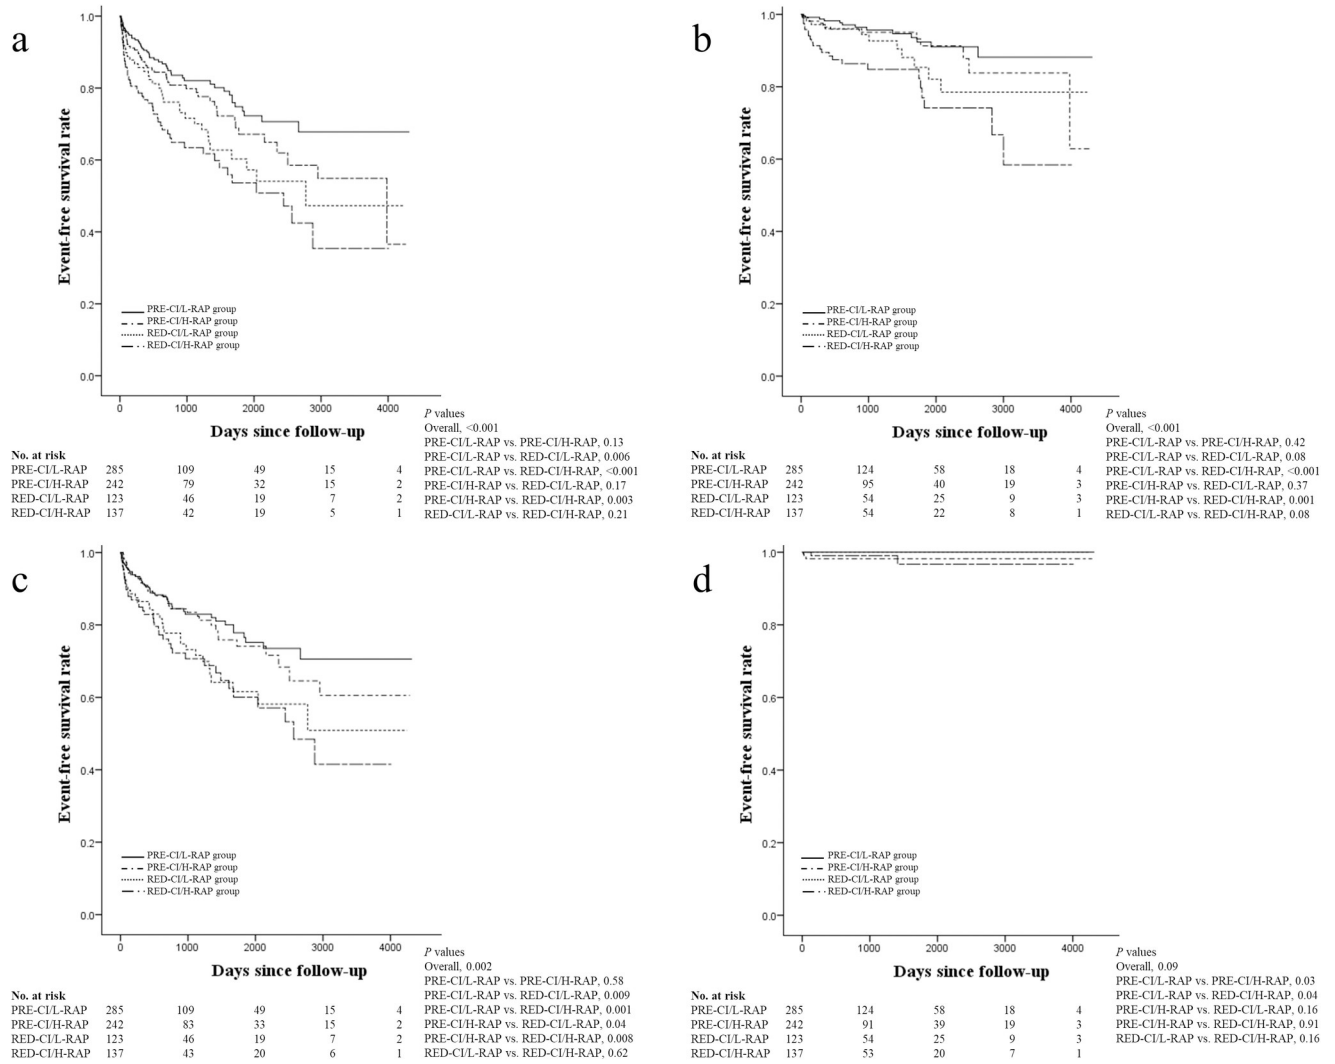 a
Event-free survival rate
1.0
0.8
0.6
0.4
0.2
0.0
PRE-CI/L-RAP group
PRE-CI/H-RAP group
RED-CI/L-RAP group
RED-CI/H-RAP group
0 1000 2000 3000 4000
Days since follow-up
No. at risk
PRE-CI/L-RAP 285 109 49 15 4
PRE-CI/H-RAP 242 79 32 15 2
RED-CI/L-RAP 123 46 19 7 2
RED-CI/H-RAP 137 42 19 5 1
P values
Overall, <0.001
PRE-CI/L-RAP vs. PRE-CI/H-RAP, 0.13
PRE-CI/L-RAP vs. RED-CI/L-RAP, 0.006
PRE-CI/L-RAP vs. RED-CI/H-RAP, <0.001
PRE-CI/H-RAP vs. RED-CI/L-RAP, 0.17
PRE-CI/H-RAP vs. RED-CI/H-RAP, 0.003
RED-CI/L-RAP vs. RED-CI/H-RAP, 0.21
b
Event-free survival rate
1.0
0.8
0.6
0.4
0.2
0.0
PRE-CI/L-RAP group
PRE-CI/H-RAP group
RED-CI/L-RAP group
RED-CI/H-RAP group
0 1000 2000 3000 4000
Days since follow-up
No. at risk
PRE-CI/L-RAP 285 124 58 18 4
PRE-CI/H-RAP 242 95 40 19 3
RED-CI/L-RAP 123 54 25 9 3
RED-CI/H-RAP 137 54 22 8 1
P values
Overall, <0.001
PRE-CI/L-RAP vs. PRE-CI/H-RAP, 0.42
PRE-CI/L-RAP vs. RED-CI/L-RAP, 0.08
PRE-CI/L-RAP vs. RED-CI/H-RAP, <0.001
PRE-CI/H-RAP vs. RED-CI/L-RAP, 0.37
PRE-CI/H-RAP vs. RED-CI/H-RAP, 0.001
RED-CI/L-RAP vs. RED-CI/H-RAP, 0.08
c
Event-free survival rate
1.0
0.8
0.6
0.4
0.2
0.0
PRE-CI/L-RAP group
PRE-CI/H-RAP group
RED-CI/L-RAP group
RED-CI/H-RAP group
0 1000 2000 3000 4000
Days since follow-up
No. at risk
PRE-CI/L-RAP 285 109 49 15 4
PRE-CI/H-RAP 242 83 33 15 2
RED-CI/L-RAP 123 46 19 7 2
RED-CI/H-RAP 137 43 20 6 1
P values
Overall, 0.002
PRE-CI/L-RAP vs. PRE-CI/H-RAP, 0.58
PRE-CI/L-RAP vs. RED-CI/L-RAP, 0.009
PRE-CI/L-RAP vs. RED-CI/H-RAP, 0.001
PRE-CI/H-RAP vs. RED-CI/L-RAP, 0.04
PRE-CI/H-RAP vs. RED-CI/H-RAP, 0.008
RED-CI/L-RAP vs. RED-CI/H-RAP, 0.62
d
Event-free survival rate
1.0
0.8
0.6
0.4
0.2
0.0
PRE-CI/L-RAP group
PRE-CI/H-RAP group
RED-CI/L-RAP group
RED-CI/H-RAP group
0 1000 2000 3000 4000
Days since follow-up
No. at risk
PRE-CI/L-RAP 285 124 58 18 4
PRE-CI/H-RAP 242 91 39 19 3
RED-CI/L-RAP 123 54 25 9 3
RED-CI/H-RAP 137 53 20 7 1
P values
Overall, 0.09
PRE-CI/L-RAP vs. PRE-CI/H-RAP, 0.03
PRE-CI/L-RAP vs. RED-CI/H-RAP, 0.04
PRE-CI/H-RAP vs. RED-CI/L-RAP, 0.16
PRE-CI/H-RAP vs. RED-CI/H-RAP, 0.91
RED-CI/L-RAP vs. RED-CI/H-RAP, 0.16